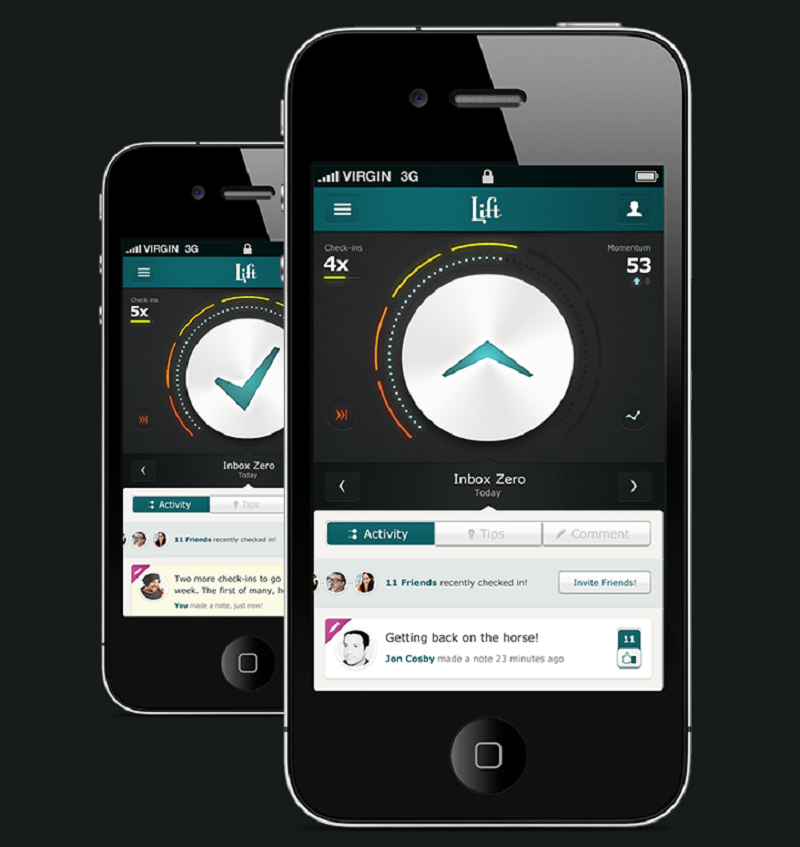 VIRGIN 3G
Lift
Check-ins
5x
Inbox Zero
Today
Activity
Tips
11 Friends recently checked in!
Two more check-ins to go
week. The first of many, h
You made a note, just now!
VIRGIN 3G
Lift
Check-ins
4x
Momentum
53
Inbox Zero
Today
Activity
Tips
Comment
11 Friends recently checked in!
Invite Friends!
Getting back on the horse!
Jon Cosby made a note 23 minutes ago
11